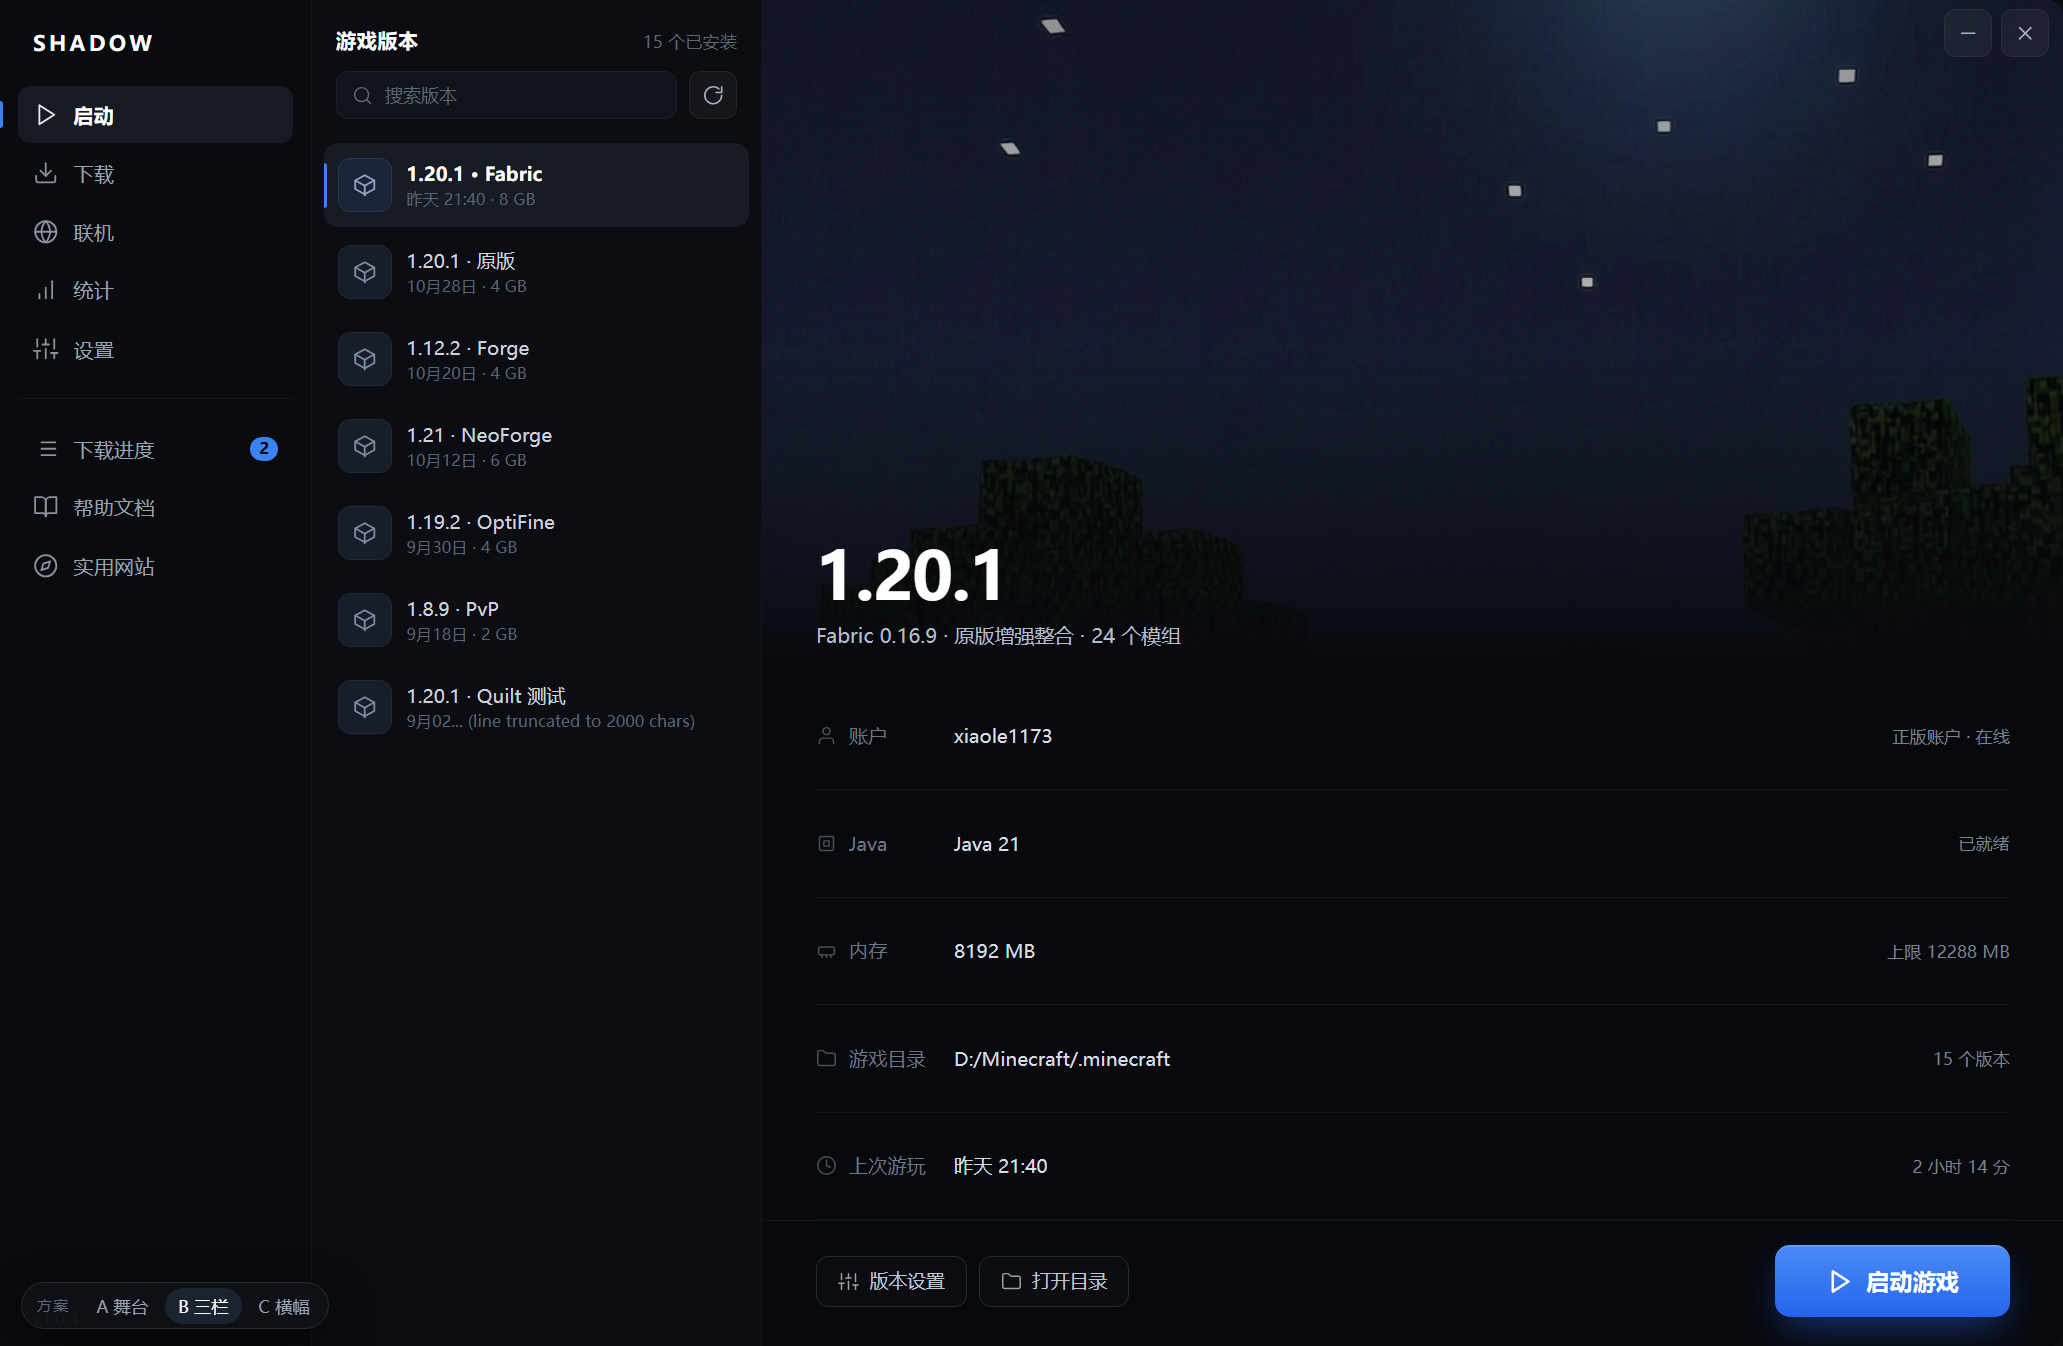 SHADOW
启动
下载
联机
统计
设置
下载进度 2
帮助文档
实用网站
方案 A 舞台 B 三栏 C 横幅
游戏版本 15 个已安装
搜索版本
1.20.1 • Fabric
昨天 21:40 · 8 GB
1.20.1 · 原版
10月28日 · 4 GB
1.12.2 · Forge
10月20日 · 4 GB
1.21 · NeoForge
10月12日 · 6 GB
1.19.2 · OptiFine
9月30日 · 4 GB
1.8.9 · PvP
9月18日 · 2 GB
1.20.1 · Quilt 测试
9月02... (line truncated to 2000 chars)
1.20.1
Fabric 0.16.9 · 原版增强整合 · 24 个模组
账户 xiaole1173 正版账户 · 在线
Java Java 21 已就绪
内存 8192 MB 上限 12288 MB
游戏目录 D:/Minecraft/.minecraft 15 个版本
上次游玩 昨天 21:40 2 小时 14 分
版本设置 打开目录 启动游戏